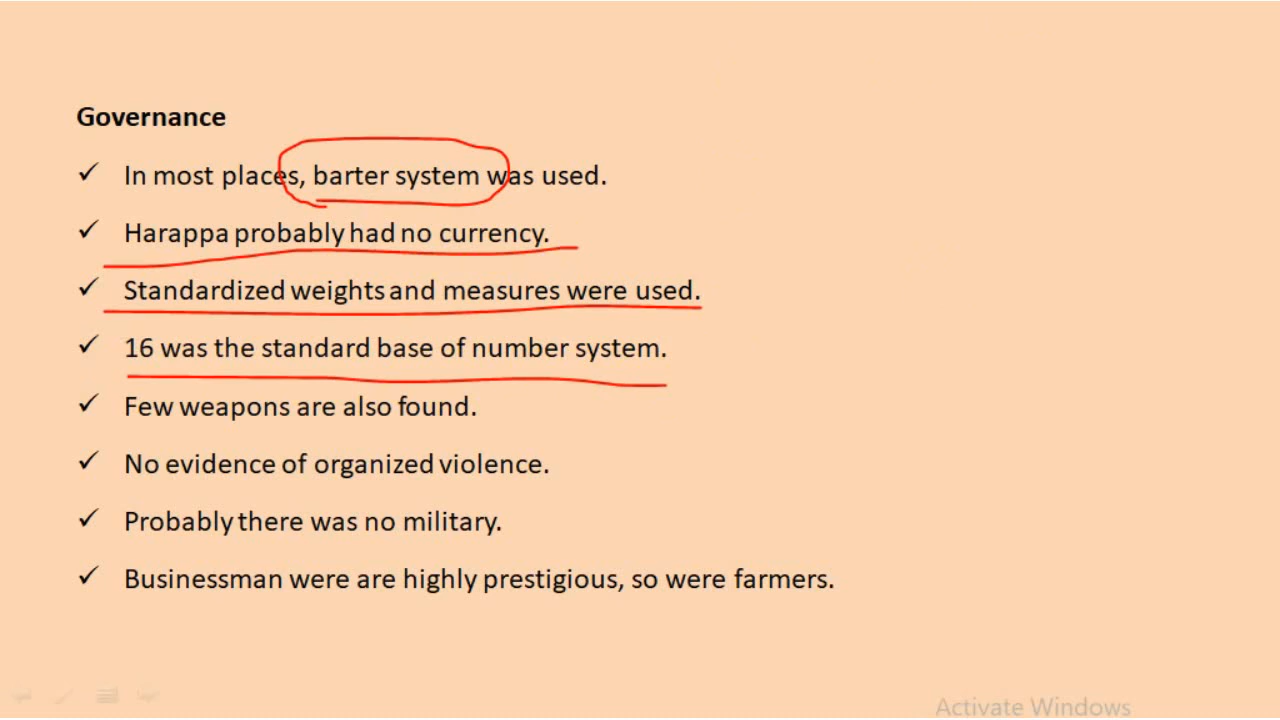 Governance
✓ In most places, barter system was used.
✓ Harappa probably had no currency.
✓ Standardized weights and measures were used.
✓ 16 was the standard base of number system.
✓ Few weapons are also found.
✓ No evidence of organized violence.
✓ Probably there was no military.
✓ Businessman were are highly prestigious, so were farmers.
Activate Windows